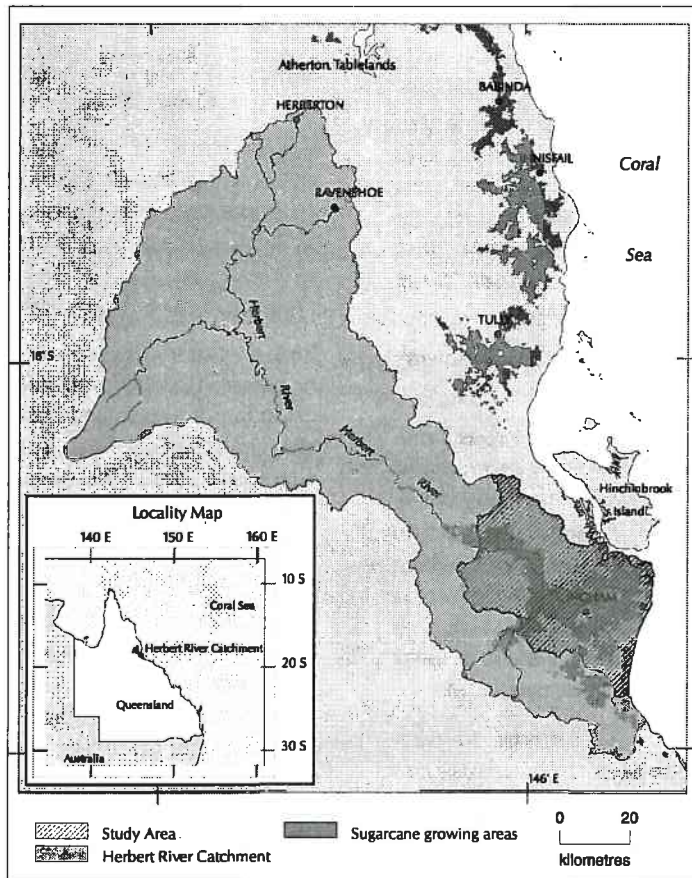 Atherton Tablelands
BABINDA
HERBERTON
INNISFAIL
Coral
RAVENSHOE
Sea
TULLY
18° S
Herbert
River
Herbert
River
Hinchinbrook
Island
INGHAM
Locality Map
140 E
150 E
160 E
10 S
Coral Sea
Herbert River Catchment
20 S
Queensland
30 S
Australia
146° E
Study Area
Sugarcane growing areas
0 20
Herbert River Catchment
kilometres